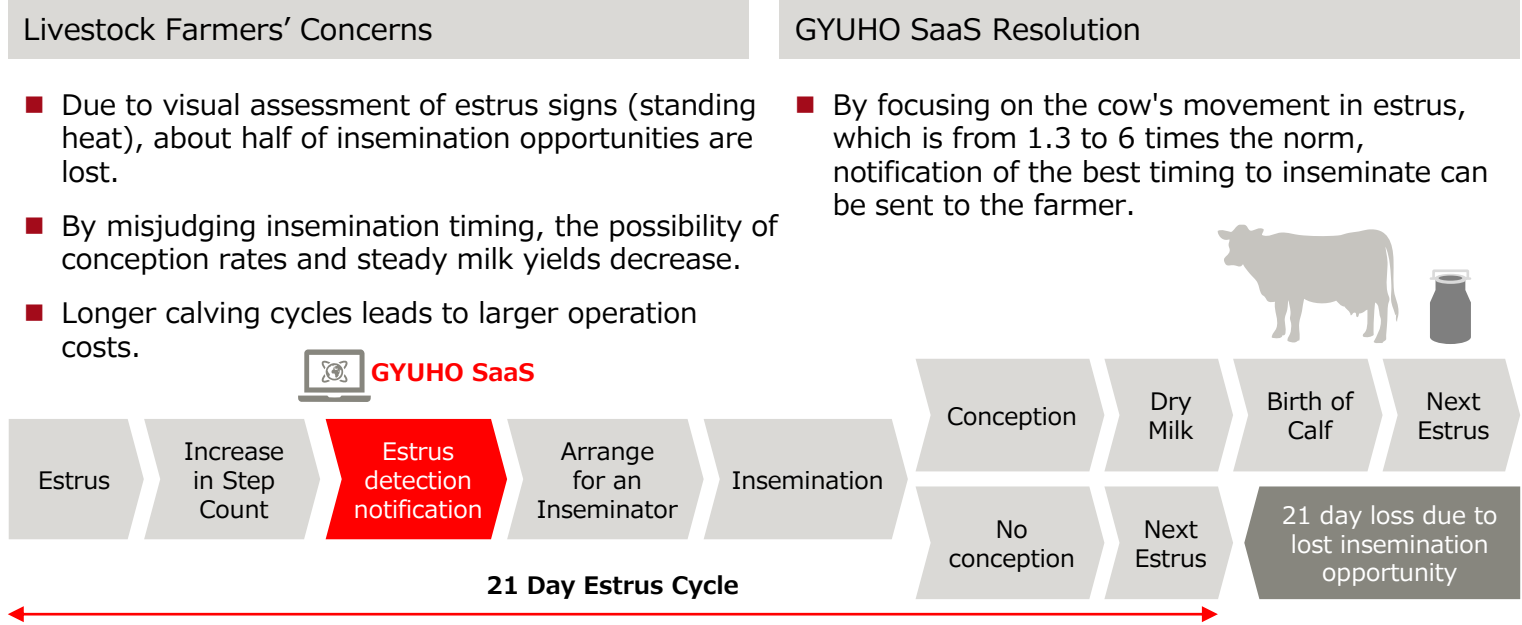 Livestock Farmers’ Concerns
Due to visual assessment of estrus signs (standing
heat), about half of insemination opportunities are
lost.
By misjudging insemination timing, the possibility of
conception rates and steady milk yields decrease.
Longer calving cycles leads to larger operation
costs.
GYUHO SaaS Resolution
By focusing on the cow's movement in estrus,
which is from 1.3 to 6 times the norm,
notification of the best timing to inseminate can
be sent to the farmer.
GYUHO SaaS
Estrus
Increase
in Step
Count
Estrus
detection
notification
Arrange
for an
Inseminator
Insemination
Conception
Dry
Milk
Birth of
Calf
Next
Estrus
No
conception
Next
Estrus
21 day loss due to
lost insemination
opportunity
21 Day Estrus Cycle